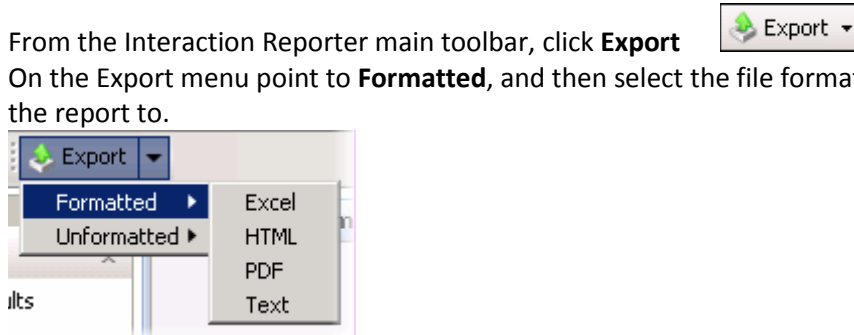 From the Interaction Reporter main toolbar, click Export
Export
On the Export menu point to Formatted, and then select the file
the report to.
Export
Formatted
Excel
Unformatted
HTML
PDF
Text